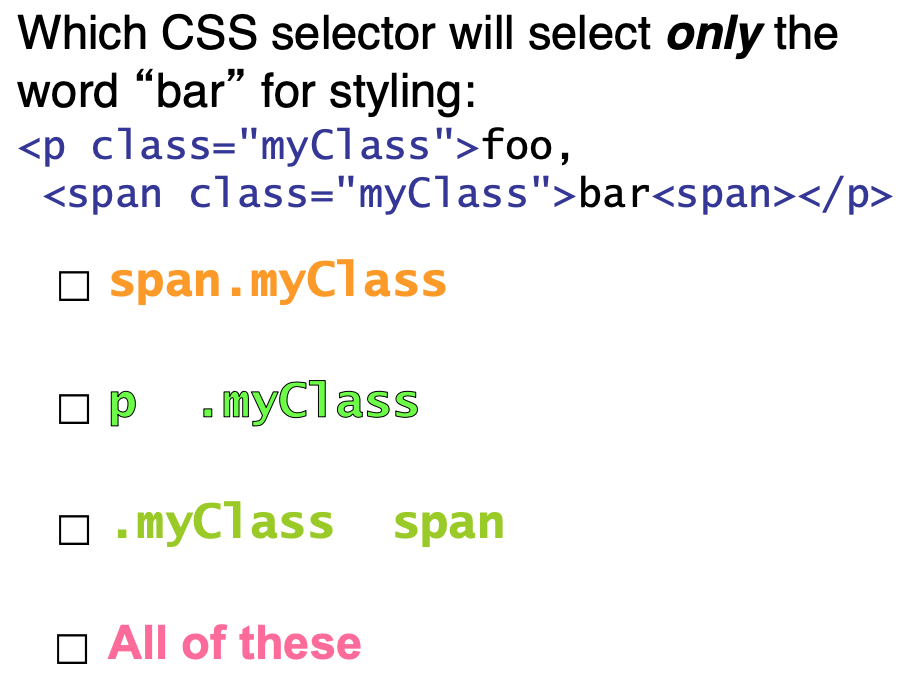 Which CSS selector will select only the
word “bar” for styling:
<p class="myClass">foo,
<span class="myClass">bar<span></p>
□ span.myClass
□ p  .myClass
□ .myClass  span
□ All of these